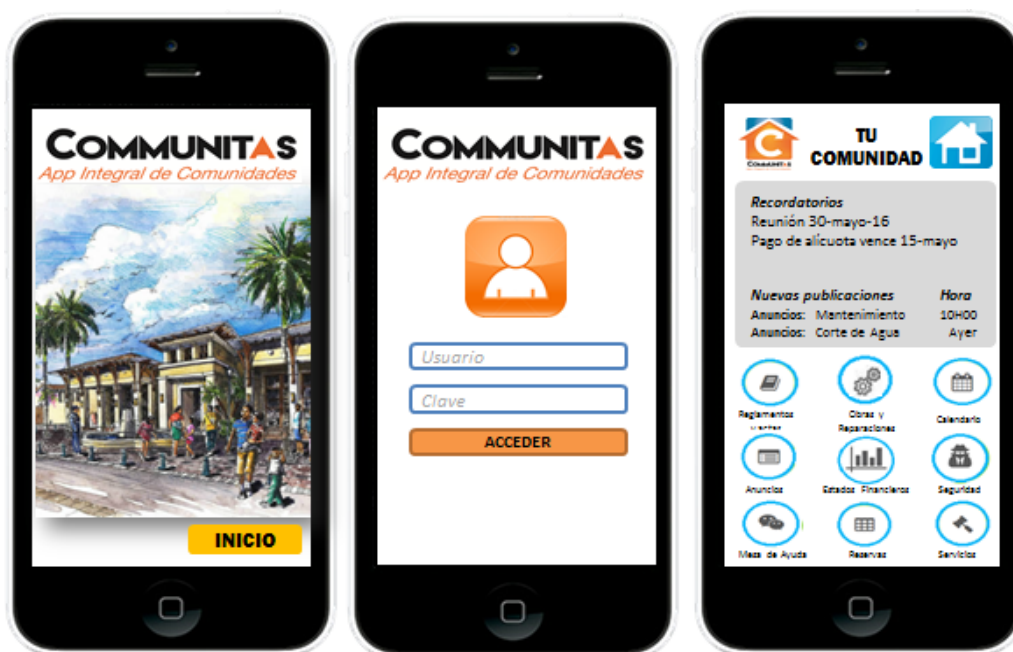 COMMUNITAS
App Integral de Comunidades
INICIO
COMMUNITAS
App Integral de Comunidades
Usuario
Clave
ACCEDER
COMMUNITAS
TU
COMUNIDAD
Recordatorios
Reunión 30-mayo-16
Pago de alícuota vence 15-mayo
Nuevas publicaciones Hora
Anuncios: Mantenimiento 10H00
Anuncios: Corte de Agua Ayer
Reglamentos
Obras y
Reparaciones
Calendario
Anuncios
Estados Financieros
Seguridad
Mesa de Ayuda
Reservas
Servicios